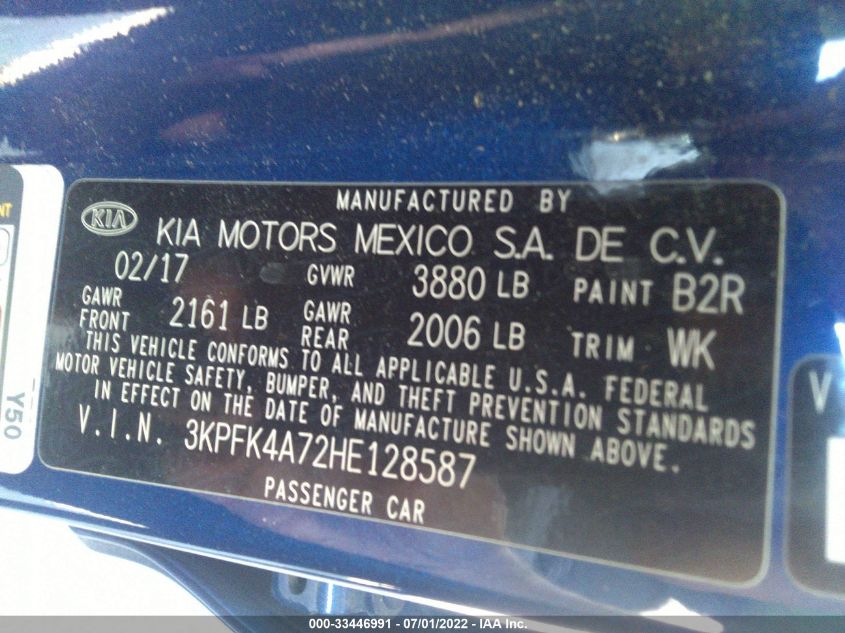 MANUFACTURED BY
KIA KIA MOTORS MEXICO S.A. DE C.V.
02/17 GVWR 3880 LB PAINT B2R
GAWR FRONT 2161 LB GAWR REAR 2006 LB TRIM WK
THIS VEHICLE CONFORMS TO ALL APPLICABLE U.S.A. FEDERAL
MOTOR VEHICLE SAFETY, BUMPER, AND THEFT PREVENTION STANDARDS
IN EFFECT ON THE DATE OF MANUFACTURE SHOWN ABOVE.
V.I.N. 3KPFK4A72HE128587
PASSENGER CAR
Y50
V
000-33446991 - 07/01/2022 - IAA Inc.